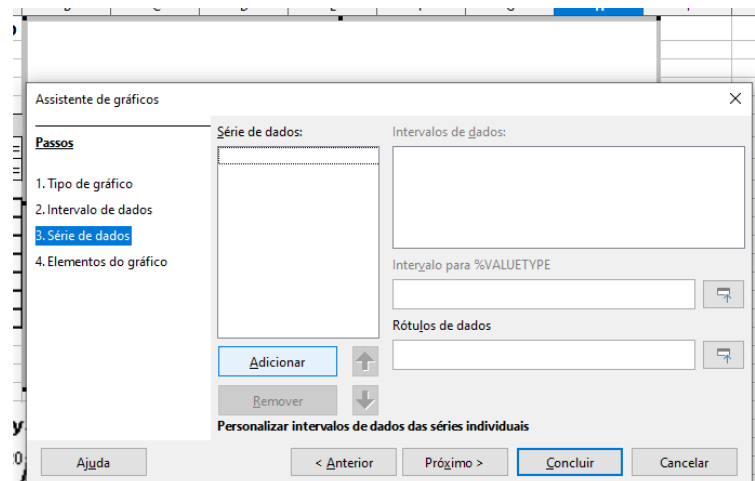 Assistente de gráficos
Passos
1. Tipo de gráfico
2. Intervalo de dados
3. Série de dados
4. Elementos do gráfico
Série de dados:
Adicionar
Remover
Intervalos de dados:
Intervalo para %VALUETYPE
Rótulos de dados
Personalizar intervalos de dados das séries individuais
Ajuda
< Anterior
Próximo >
Concluir
Cancelar